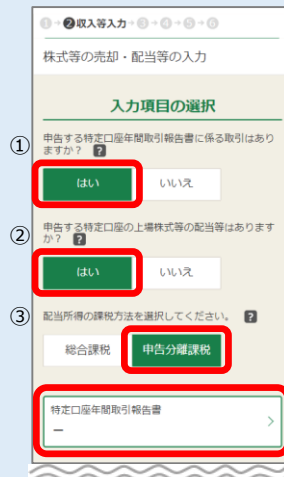 ❶→❷収入等入力→❸→❹→❺→❻
株式等の売却・配当等の入力
入力項目の選択
① 申告する特定口座年間取引報告書に係る取引はあり
ますか？ ?
はい いいえ
② 申告する特定口座の上場株式等の配当等はあります
か？ ?
はい いいえ
③ 配当所得の課税方法を選択してください。 ?
総合課税 申告分離課税
特定口座年間取引報告書
―